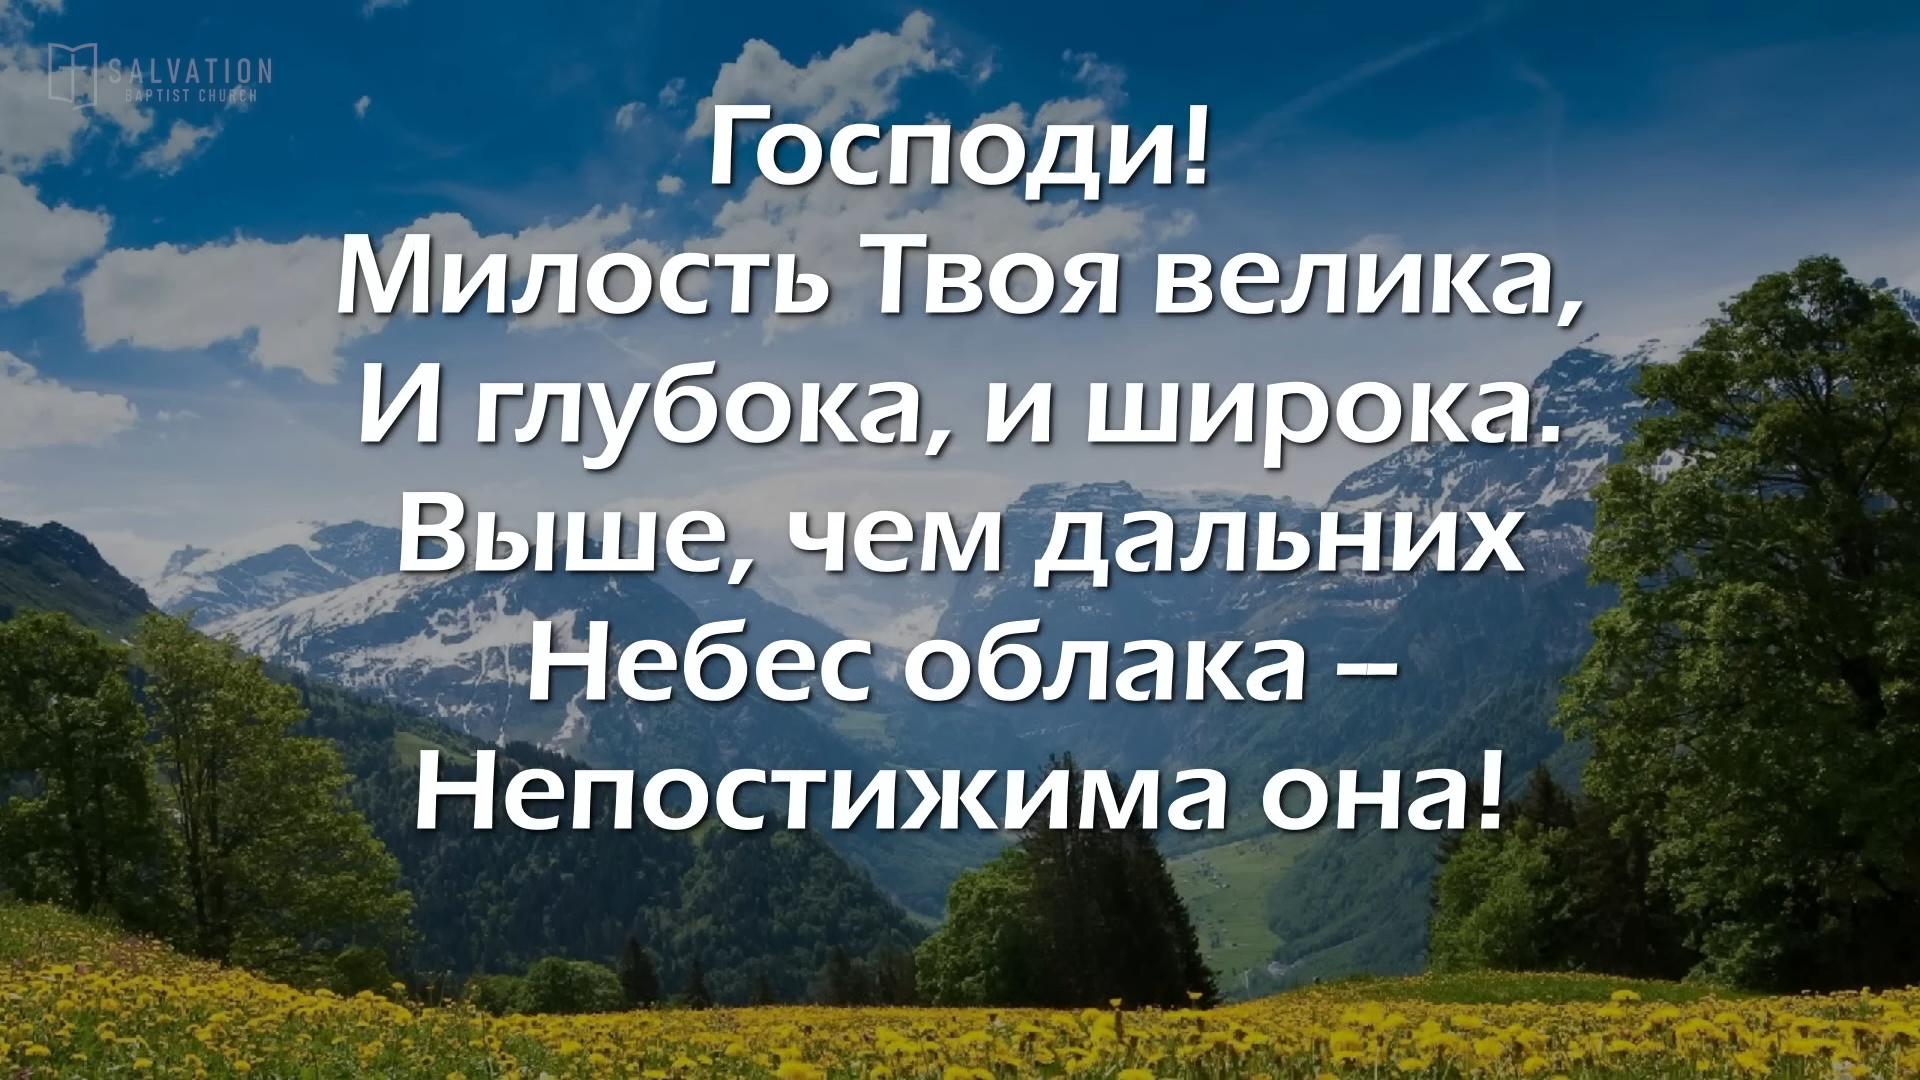 SALVATION
BAPTIST CHURCH
Господи!
Милость Твоя велика,
И глубока, и широка.
Выше, чем дальних
Небес облака –
Непостижима она!